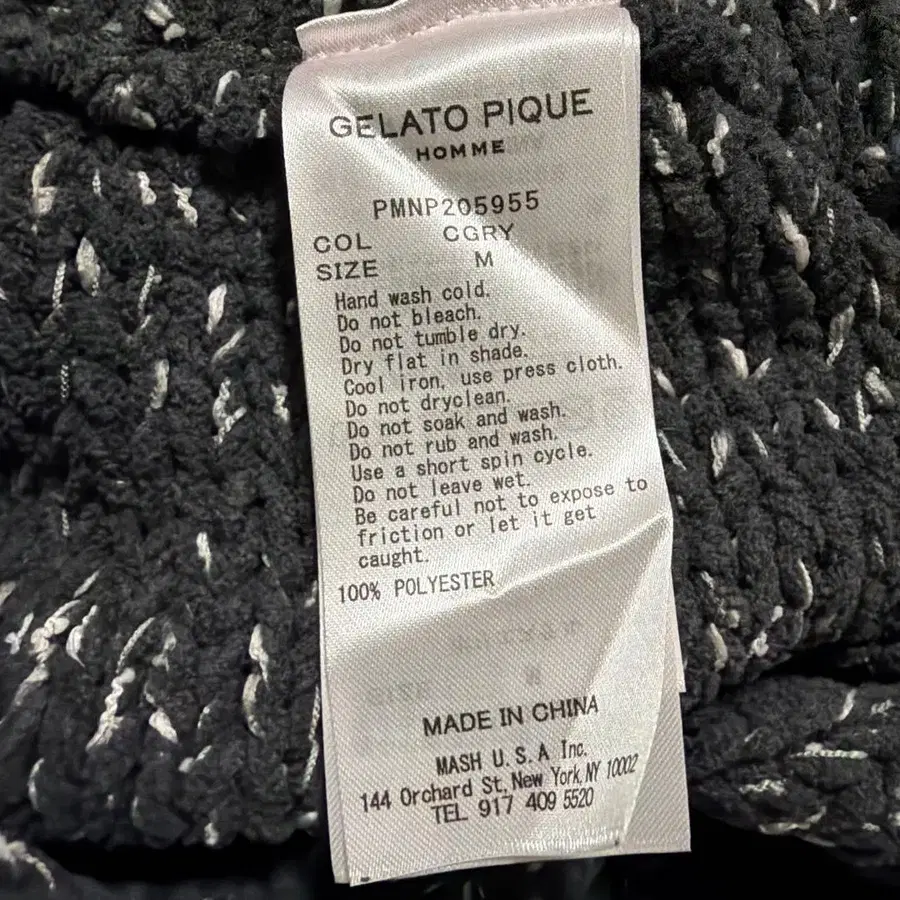 GELATO PIQUE
HOMME
PMNP205955
COL CGRY
SIZE M
Hand wash cold.
Do not bleach.
Do not tumble dry.
Dry flat in shade.
Cool iron, use press cloth.
Do not dryclean.
Do not soak and wash.
Do not rub and wash.
Use a short spin cycle.
Do not leave wet.
Be careful not to expose to
friction or let it get
caught.
100% POLYESTER
MADE IN CHINA
MASH U.S.A Inc.
144 Orchard St, New York, NY 10002
TEL 917 409 5520